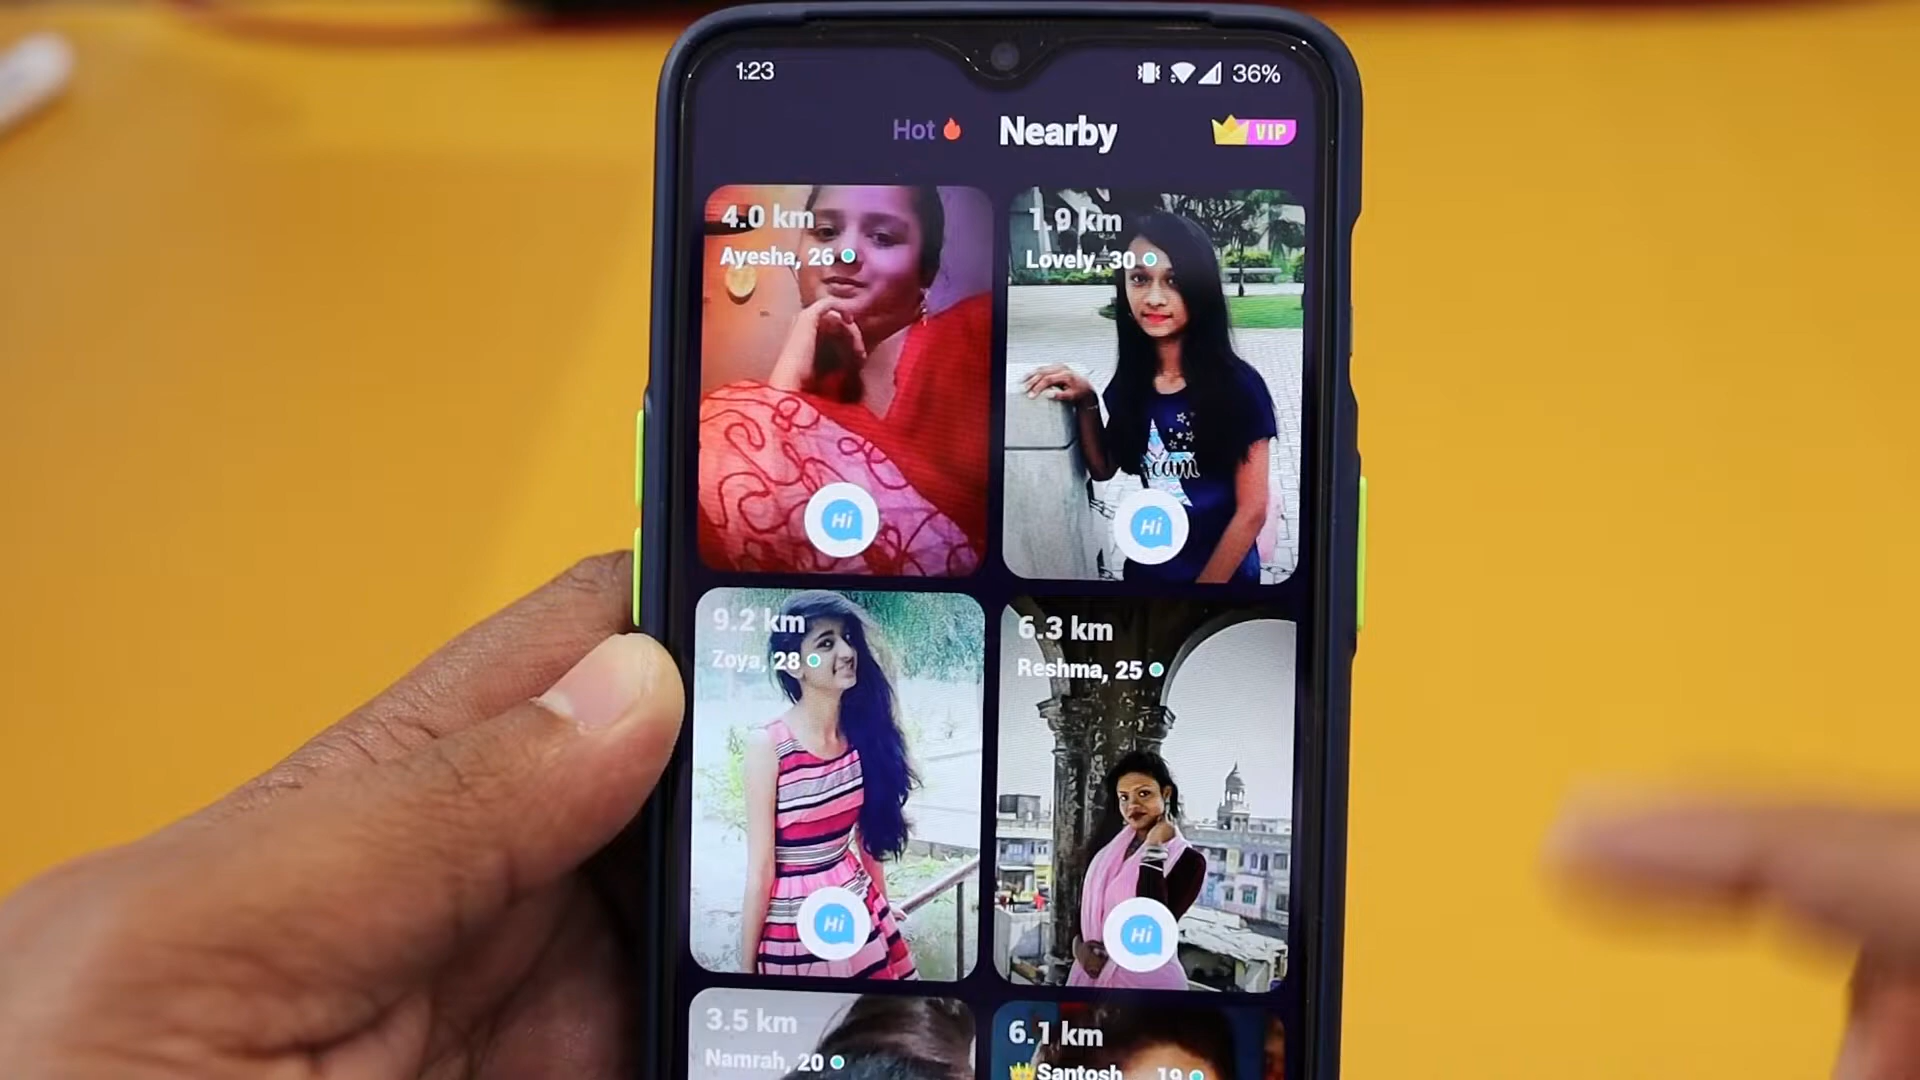 1:23
36%
Hot
Nearby
VIP
4.0 km
Ayesha, 26
1.9 km
Lovely, 30
Hi
Hi
9.2 km
Zoya, 28
6.3 km
Reshma, 25
Hi
Hi
3.5 km
Namrah, 20
6.1 km
Santosh ... 19